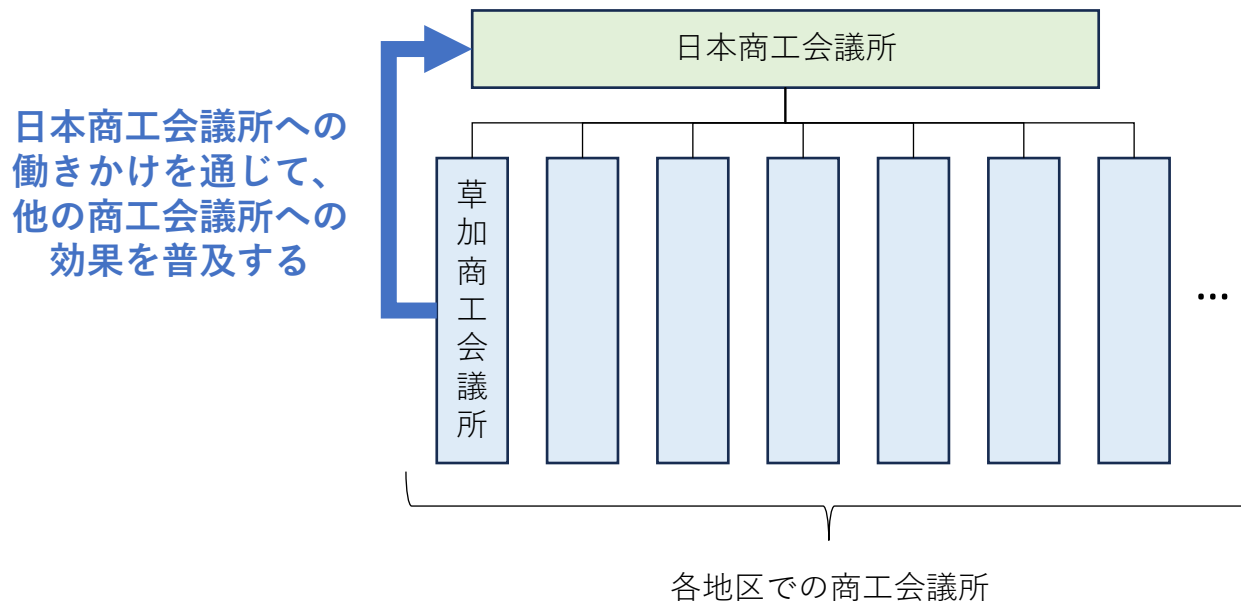 日本商工会議所
日本商工会議所への
働きかけを通じて、
他の商工会議所への
効果を普及する
草加商工会議所
…
各地区での商工会議所